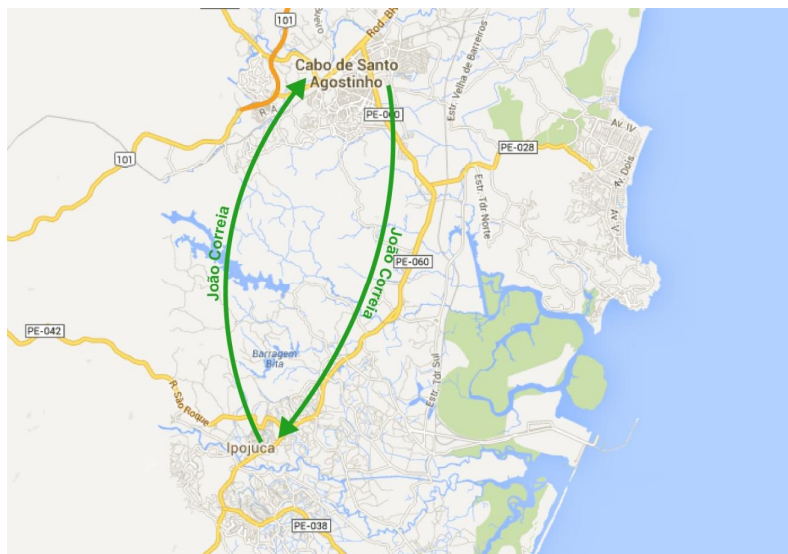 101
Rod. BR
Cabo de Santo
Agostinho
R. A
PE-060
Estr. Velha de Barreiros
Av. IV
PE-028
101
Av. Dois
Estr. Tdr Norte
Av. V
João Correia
João Correia
PE-060
PE-042
Barragem
Bita
Estr. Tdr Sul
R. São Roque
Ipojuca
PE-038